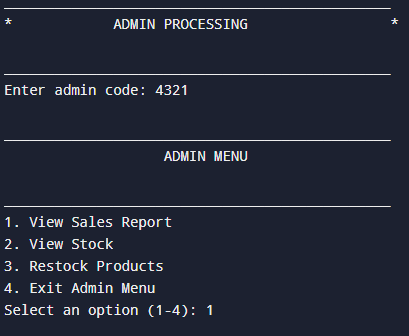 * ADMIN PROCESSING *
Enter admin code: 4321
ADMIN MENU
1. View Sales Report
2. View Stock
3. Restock Products
4. Exit Admin Menu
Select an option (1-4): 1